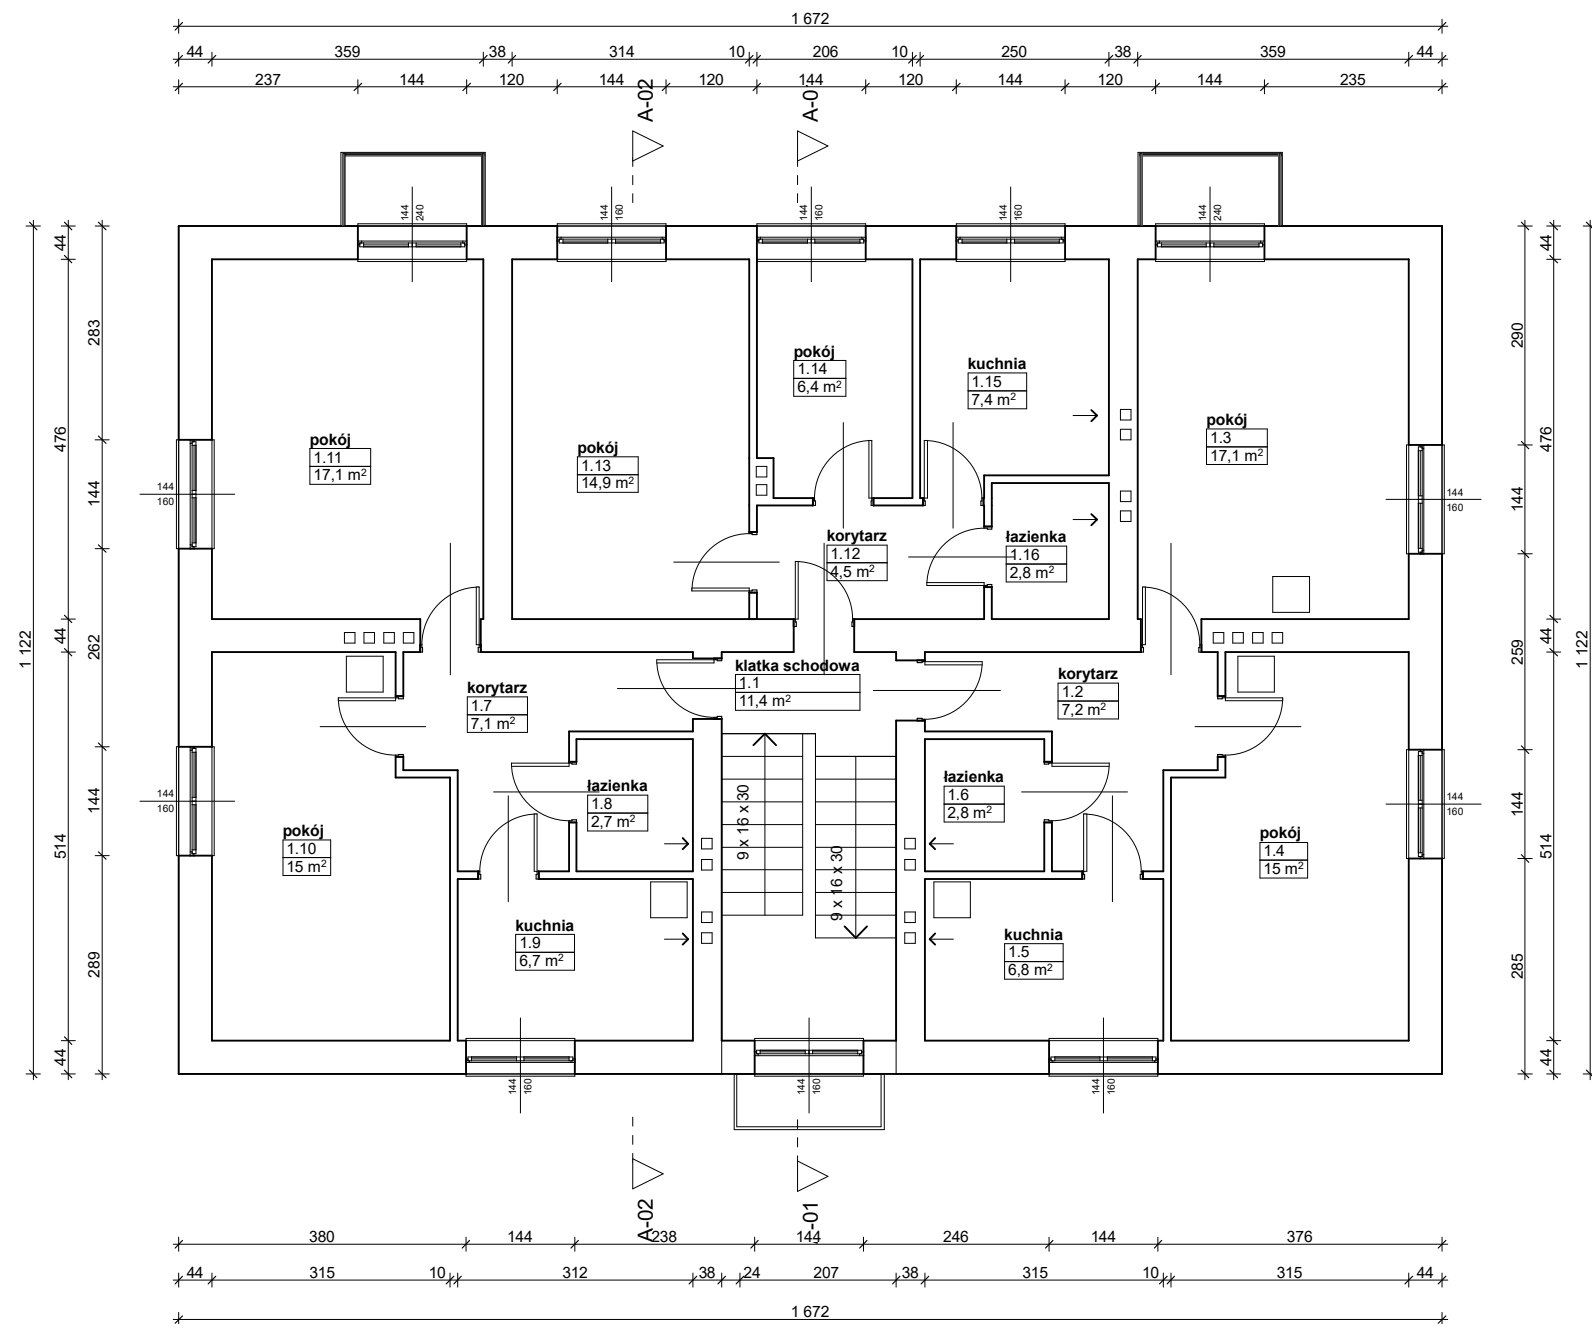 1 672
44 359 38 314 10 206 10 250 38 359 44
237 144 120 144 120 144 120 144 120 144 235
A-02
A-01
144
240
144
160
144
160
144
160
144
240
1 122
44
476
44
514
44
283
144
262
144
289
290
144
259
144
285
44
476
44
514
44
1 122
144
160
144
160
144
160
144
160
pokój
1.14
6,4 m²
kuchnia
1.15
7,4 m²
pokój
1.3
17,1 m²
pokój
1.11
17,1 m²
pokój
1.13
14,9 m²
korytarz
1.12
4,5 m²
łazienka
1.16
2,8 m²
klatka schodowa
1.1
11,4 m²
korytarz
1.7
7,1 m²
korytarz
1.2
7,2 m²
łazienka
1.8
2,7 m²
łazienka
1.6
2,8 m²
9 x 16 x 30
9 x 16 x 30
pokój
1.10
15 m²
pokój
1.4
15 m²
kuchnia
1.9
6,7 m²
kuchnia
1.5
6,8 m²
144
160
144
160
144
160
A-02
A-01
380 144 238 144 246 144 376
44 315 10 312 38 24 207 38 315 10 315 44
1 672